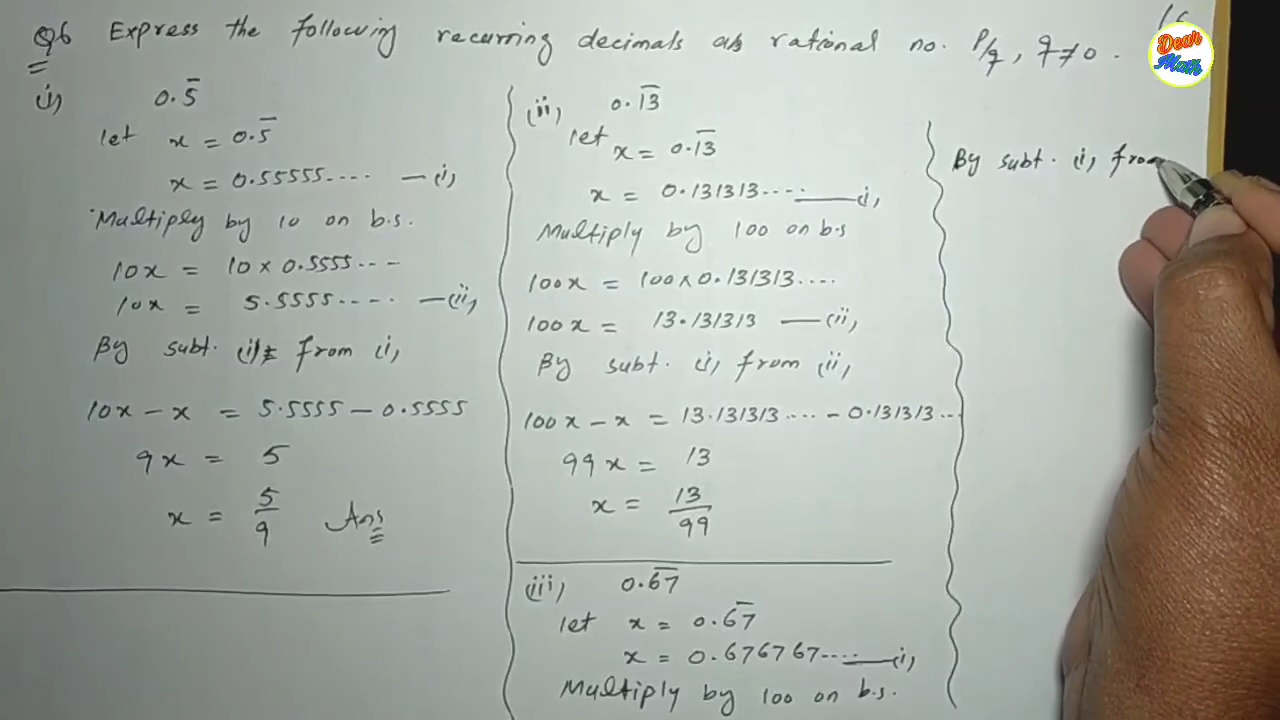 Q6 Express the following recurring decimals as rational no. P/q, q≠0.
Dear
Math
(i) 0.5̅
let x = 0.5̅
x = 0.55555.... —(i)
Multiply by 10 on b.s.
10x = 10 × 0.5555....
10x = 5.5555.... —(ii)
By subt. from (i)
10x – x = 5.5555 – 0.5555
9x = 5
x = 5/9 Ans
(ii) 0.1̅3̅
let
x = 0.1̅3̅
x = 0.131313.... —(i)
Multiply by 100 on b.s
100x = 100 × 0.131313....
100x = 13.131313 —(ii)
By subt. (i) from (ii)
100x – x = 13.131313.... – 0.131313...
99x = 13
x = 13/99
(iii) 0.6̅7̅
let x = 0.6̅7̅
x = 0.676767.... —(i)
Multiply by 100 on b.s.
By subt. (i) from